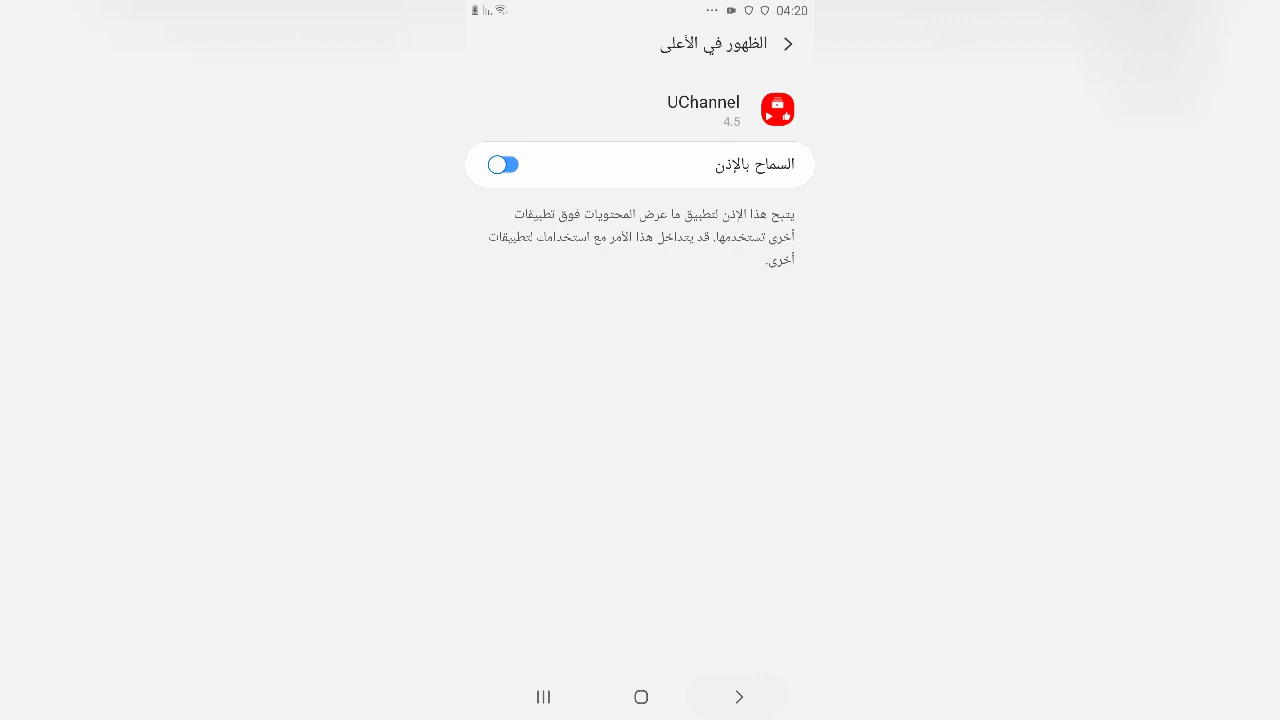 04:20
الظهور في الأعلى
UChannel
4.5
السماح بالإذن
يتيح هذا الإذن لتطبيق ما عرض المحتويات فوق تطبيقات
أخرى تستخدمها. قد يتداخل هذا الأمر مع استخدامك لتطبيقات
أخرى.